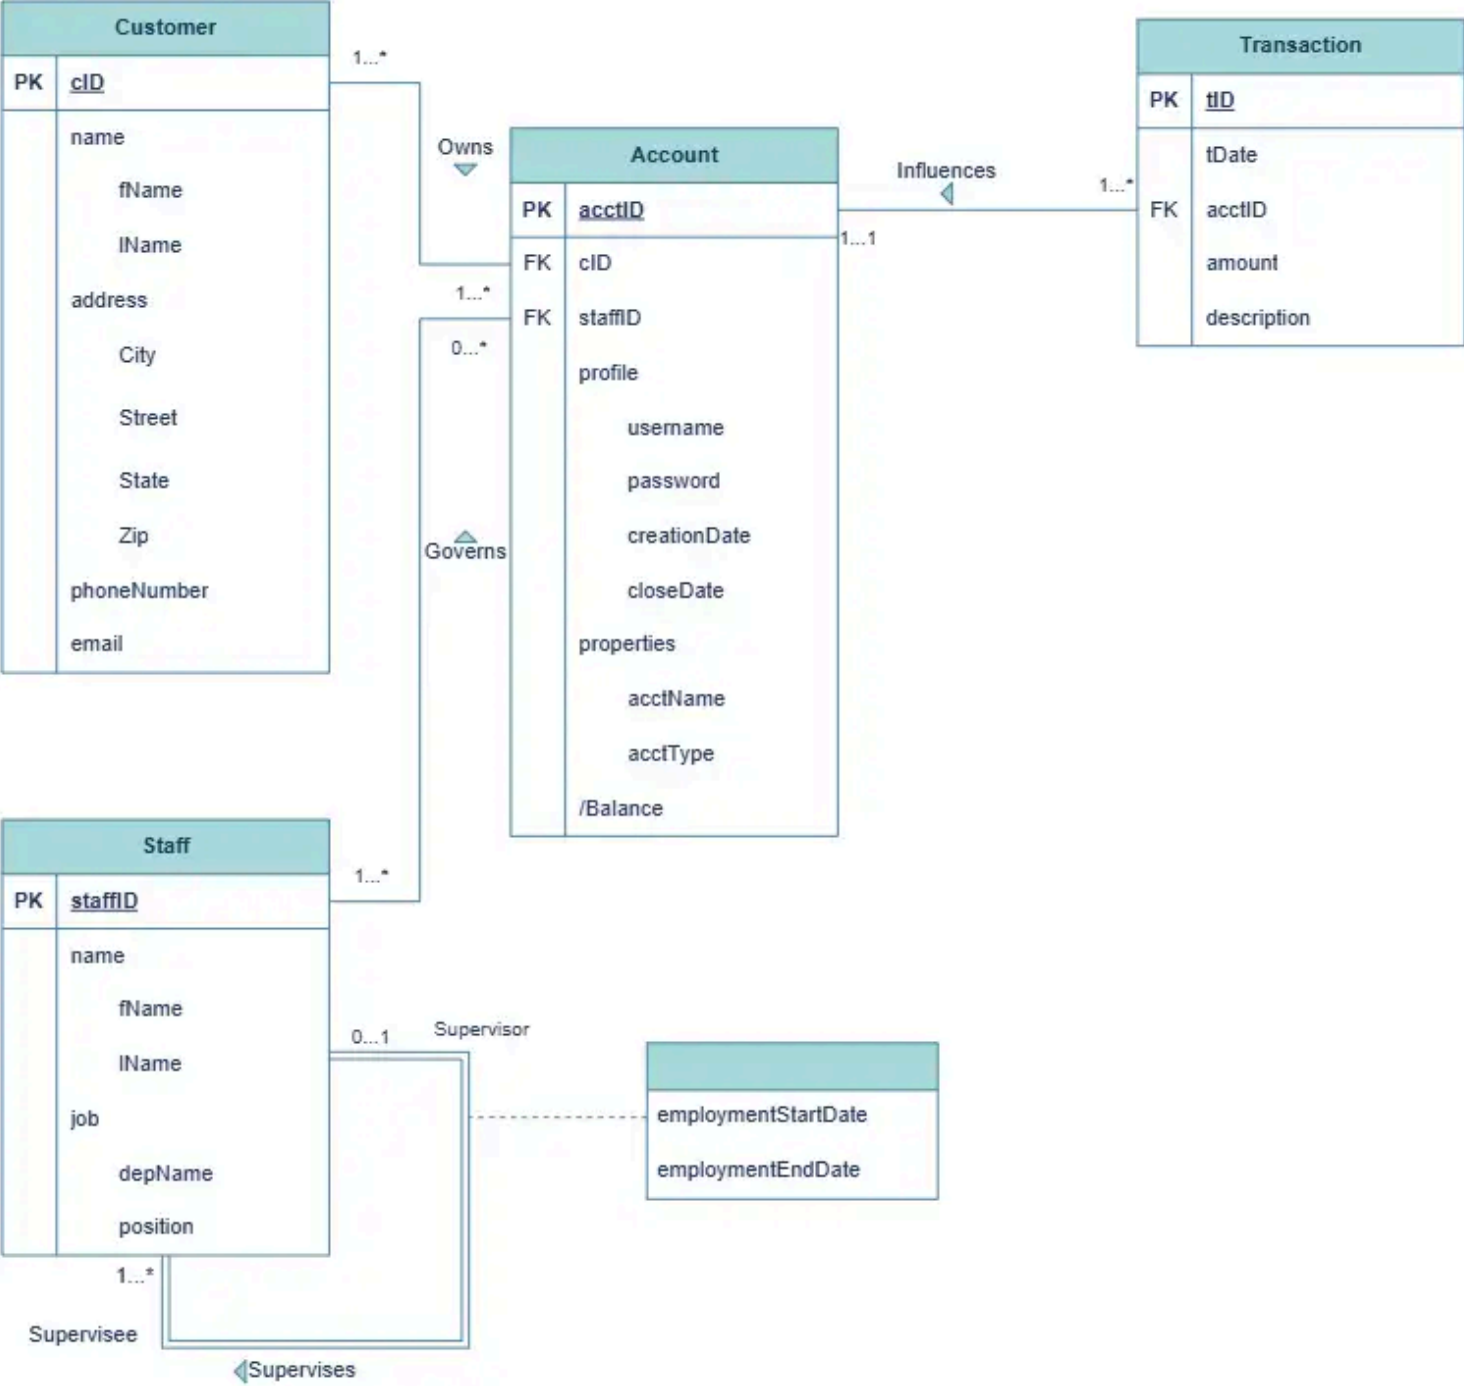 Customer
PK cID
name
fName
lName
address
City
Street
State
Zip
phoneNumber
email
1...*
Owns
1...*
Account
PK acctID
FK cID
FK staffID
profile
username
password
creationDate
closeDate
properties
acctName
acctType
/Balance
Influences
1...*
1...1
Transaction
PK tID
tDate
FK acctID
amount
description
0...*
Governs
1...*
Staff
PK staffID
name
fName
lName
job
depName
position
0...1
Supervisor
1...*
Supervisee
Supervises
employmentStartDate
employmentEndDate